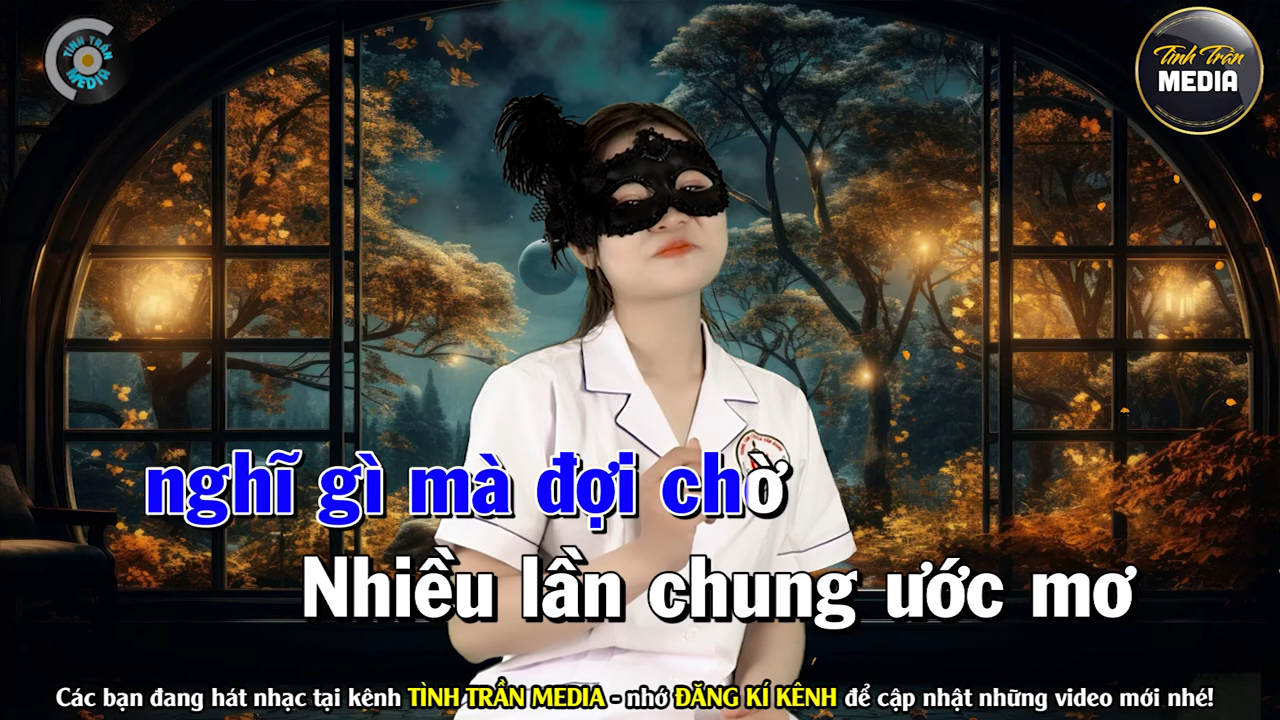 TÌNH TRẦN
MEDIA
Tình Trần
MEDIA
nghĩ gì mà đợi chờ
Nhiều lần chung ước mơ
Các bạn đang hát nhạc tại kênh TÌNH TRẦN MEDIA - nhớ ĐĂNG KÍ KÊNH để cập nhật những video mới nhé!